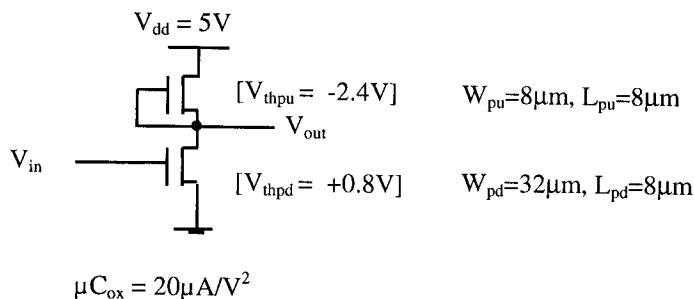 V_dd = 5V
[V_thpu = -2.4V] W_pu=8μm, L_pu=8μm
V_out
V_in
[V_thpd = +0.8V] W_pd=32μm, L_pd=8μm
μC_ox = 20μA/V^2